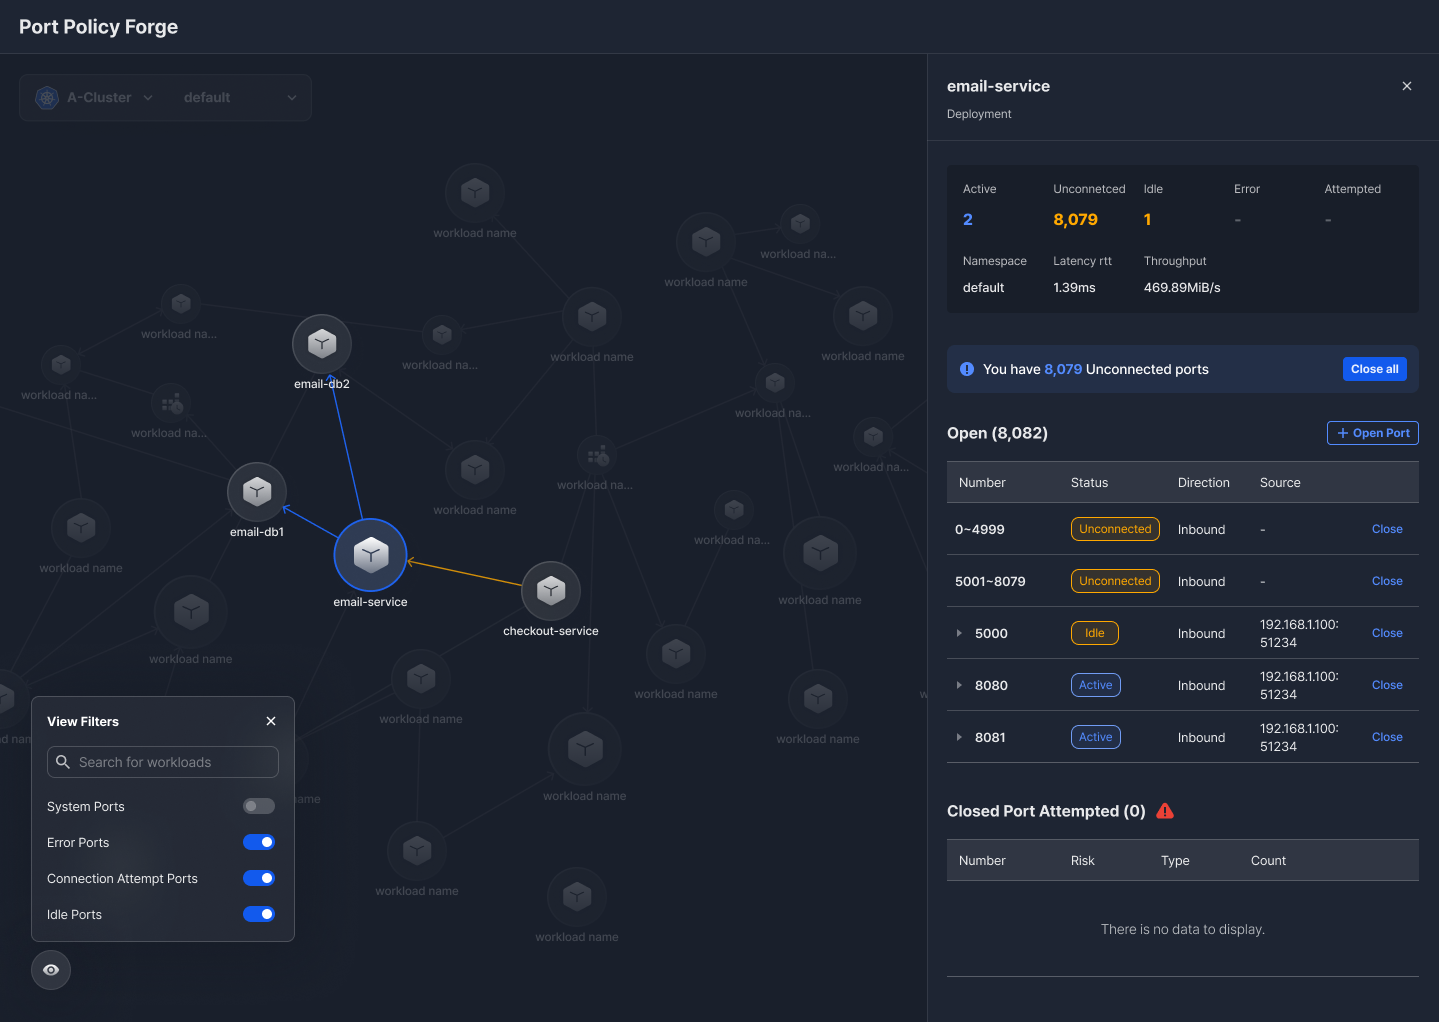 Port Policy Forge
A-Cluster
default
workload name
workload name
workload na...
workload na...
workload na...
workload name
workload name
workload na...
email-db2
workload na...
workload na...
workload na...
workload na...
workload name
workload na...
email-db1
workload name
workload na...
email-service
workload name
checkout-service
workload name
workload name
workload name
workload name
workload name
workload name
workload name
View Filters
Search for workloads
System Ports
Error Ports
Connection Attempt Ports
Idle Ports
email-service
Deployment
Active Unconnetced Idle Error Attempted
2 8,079 1 - -
Namespace Latency rtt Throughput
default 1.39ms 469.89MiB/s
You have 8,079 Unconnected ports
Close all
Open (8,082)
+ Open Port
Number Status Direction Source
0~4999 Unconnected Inbound - Close
5001~8079 Unconnected Inbound - Close
5000 Idle Inbound 192.168.1.100: Close
51234
8080 Active Inbound 192.168.1.100: Close
51234
8081 Active Inbound 192.168.1.100: Close
51234
Closed Port Attempted (0)
Number Risk Type Count
There is no data to display.